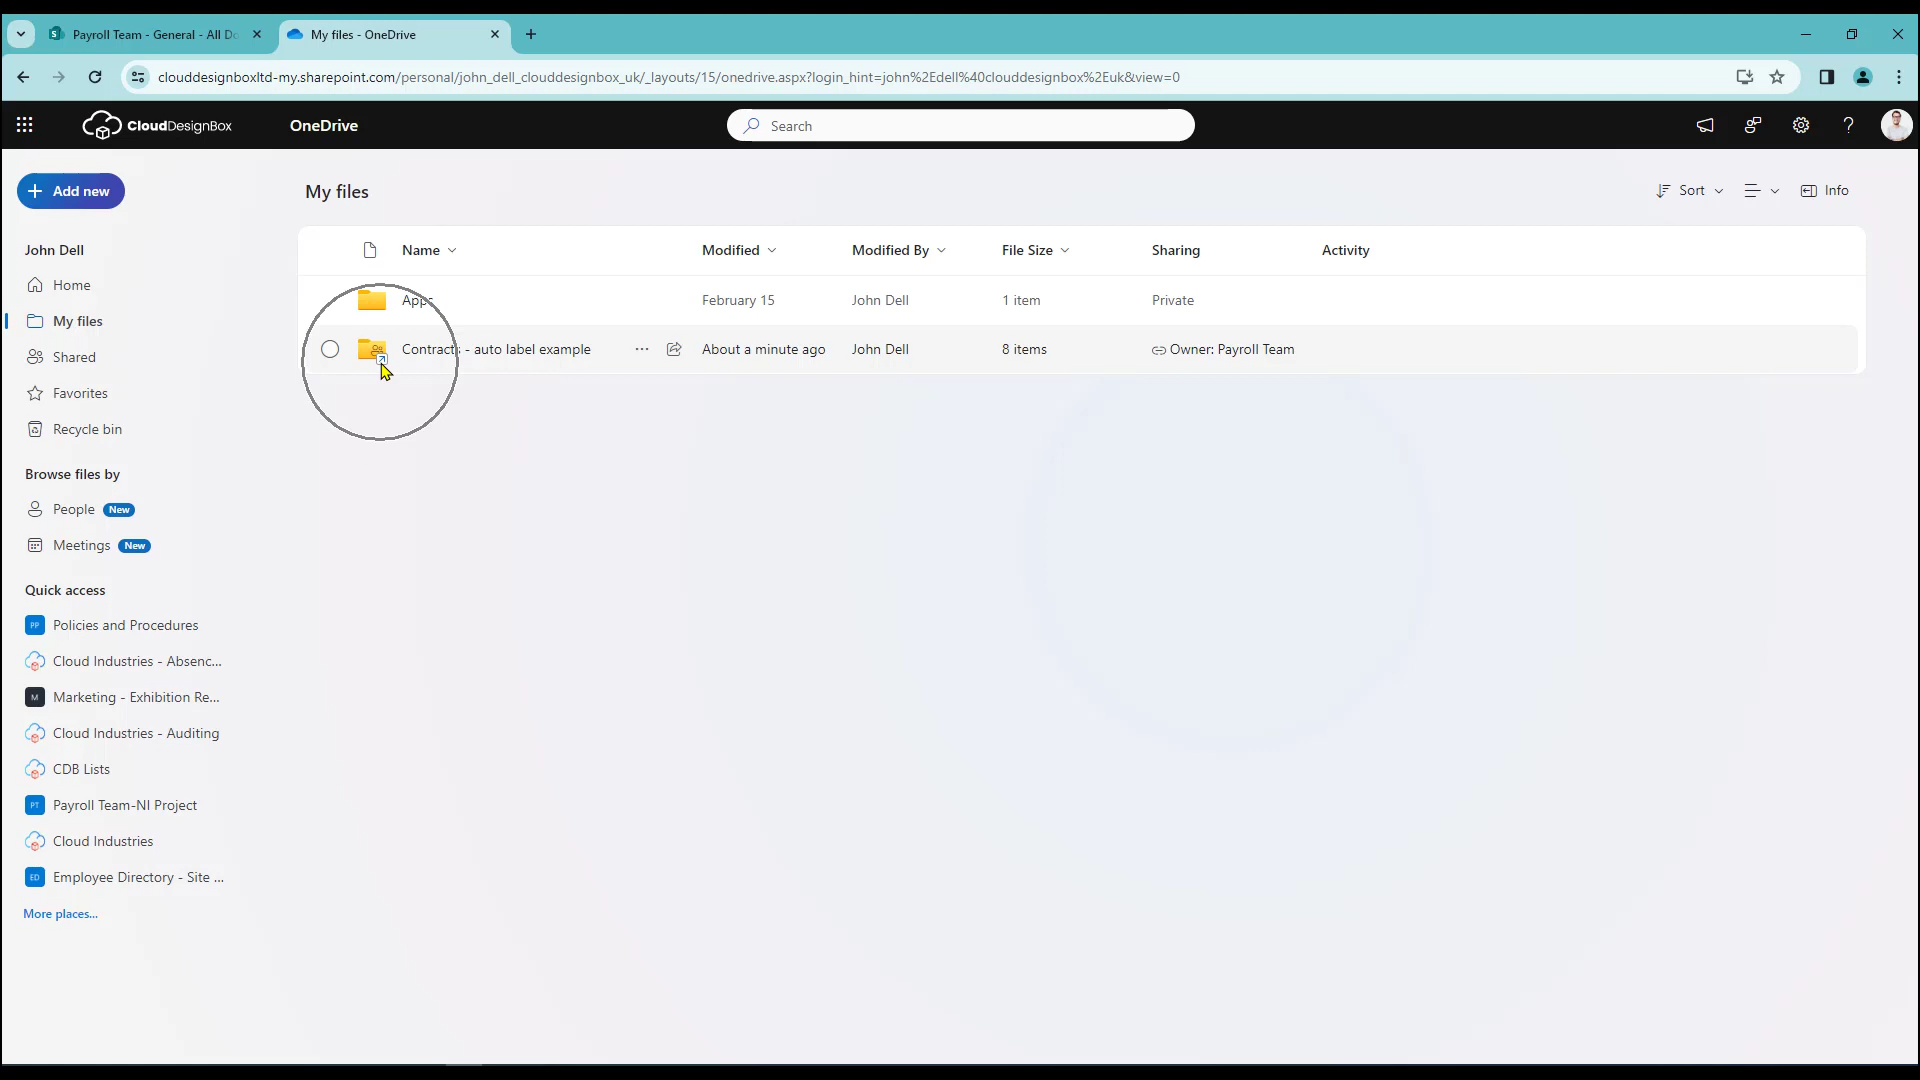 Payroll Team - General - All Do
My files - OneDrive
clouddesignboxltd-my.sharepoint.com/personal/john_dell_clouddesignbox_uk/_layouts/15/onedrive.aspx?login_hint=john%2Edell%40clouddesignbox%2Euk&view=0
CloudDesignBox
OneDrive
Search
Add new
My files
Sort
Info
John Dell
Home
My files
Shared
Favorites
Recycle bin
Browse files by
People New
Meetings New
Quick access
PP Policies and Procedures
Cloud Industries - Absenc...
M Marketing - Exhibition Re...
Cloud Industries - Auditing
CDB Lists
PT Payroll Team-NI Project
Cloud Industries
ED Employee Directory - Site ...
More places...
Name Modified Modified By File Size Sharing Activity
Apps February 15 John Dell 1 item Private
Contracts - auto label example About a minute ago John Dell 8 items Owner: Payroll Team